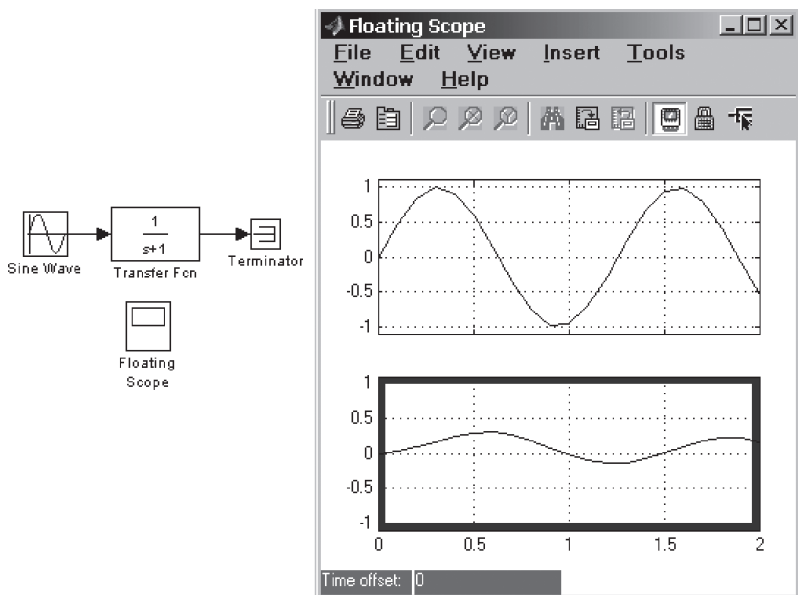 Sine Wave
1
s+1
Transfer Fcn
Terminator
Floating
Scope
Floating Scope
File Edit View Insert Tools
Window Help
1
0.5
0
-0.5
-1
1
0.5
0
-0.5
-1
0 0.5 1 1.5 2
Time offset: 0